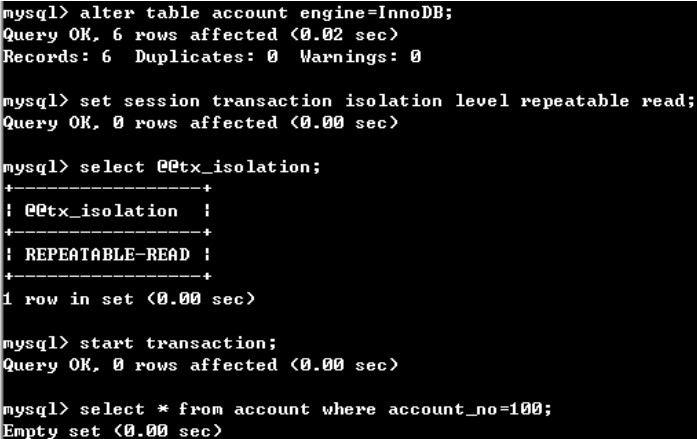 mysql> alter table account engine=InnoDB;
Query OK, 6 rows affected (0.02 sec)
Records: 6  Duplicates: 0  Warnings: 0
mysql> set session transaction isolation level repeatable read;
Query OK, 0 rows affected (0.00 sec)
mysql> select @@tx_isolation;
+-----------------+
| @@tx_isolation  |
+-----------------+
| REPEATABLE-READ |
+-----------------+
1 row in set (0.00 sec)
mysql> start transaction;
Query OK, 0 rows affected (0.00 sec)
mysql> select * from account where account_no=100;
Empty set (0.00 sec)